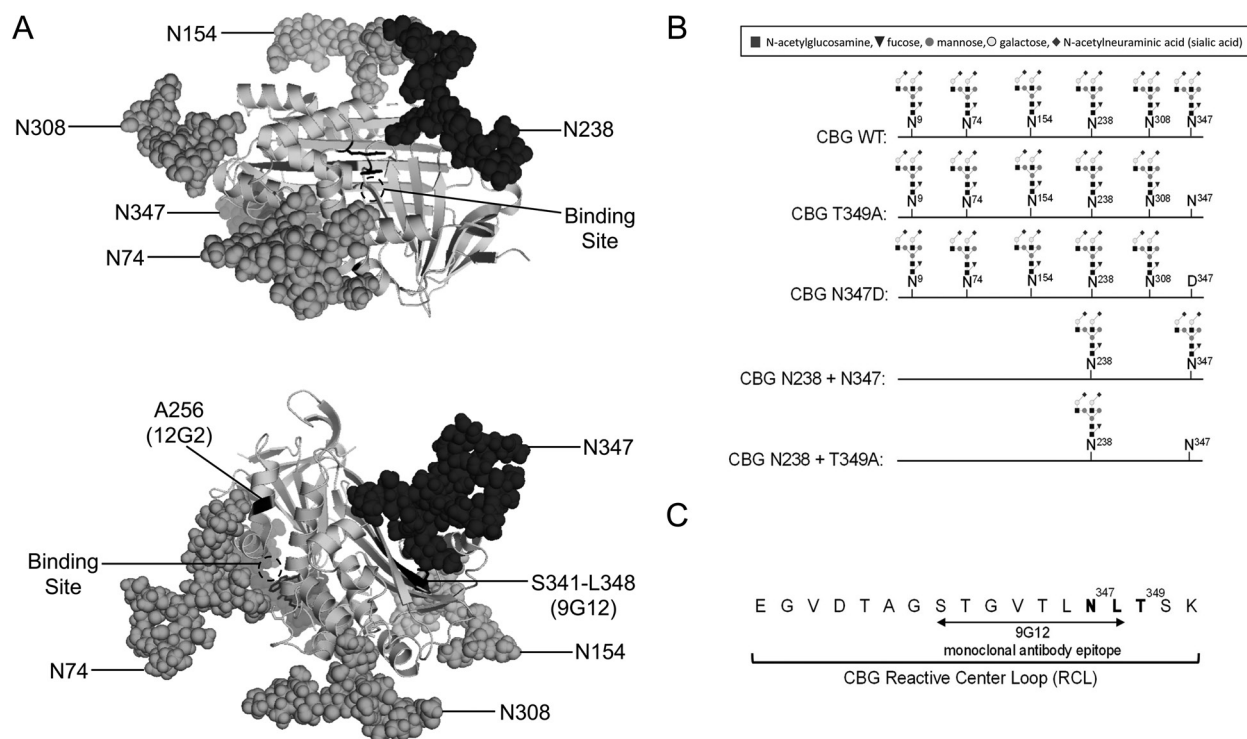 A
N154
N308
N238
N347
N74
Binding
Site
A256
(12G2)
N347
Binding
Site
S341-L348
(9G12)
N74
N154
N308
B
N-acetylglucosamine, fucose, mannose, galactose, N-acetylneuraminic acid (sialic acid)
CBG WT: N9 N74 N154 N238 N308 N347
CBG T349A: N9 N74 N154 N238 N308 N347
CBG N347D: N9 N74 N154 N238 N308 D347
CBG N238 + N347: N238 N347
CBG N238 + T349A: N238 N347
C
347 349
E G V D T A G S T G V T L N L T S K
9G12
monoclonal antibody epitope
CBG Reactive Center Loop (RCL)